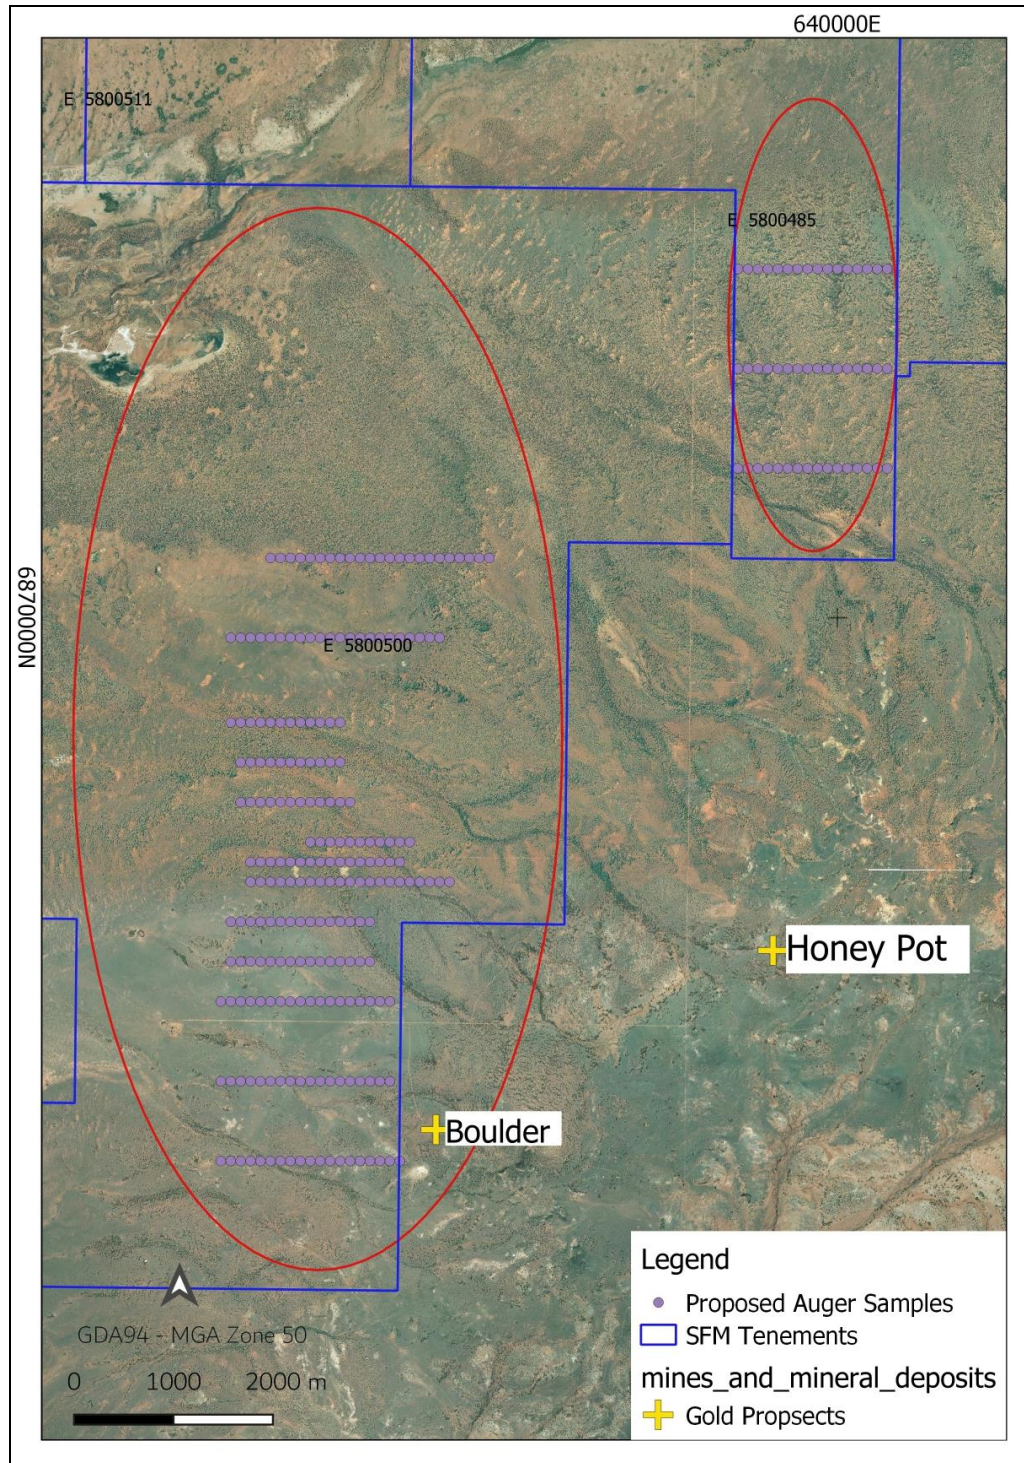 640000E
E 5800511
E 5800485
6870000N
E 5800500
Honey Pot
Boulder
Legend
Proposed Auger Samples
SFM Tenements
mines_and_mineral_deposits
Gold Propsects
GDA94 - MGA Zone 50
0 1000 2000 m